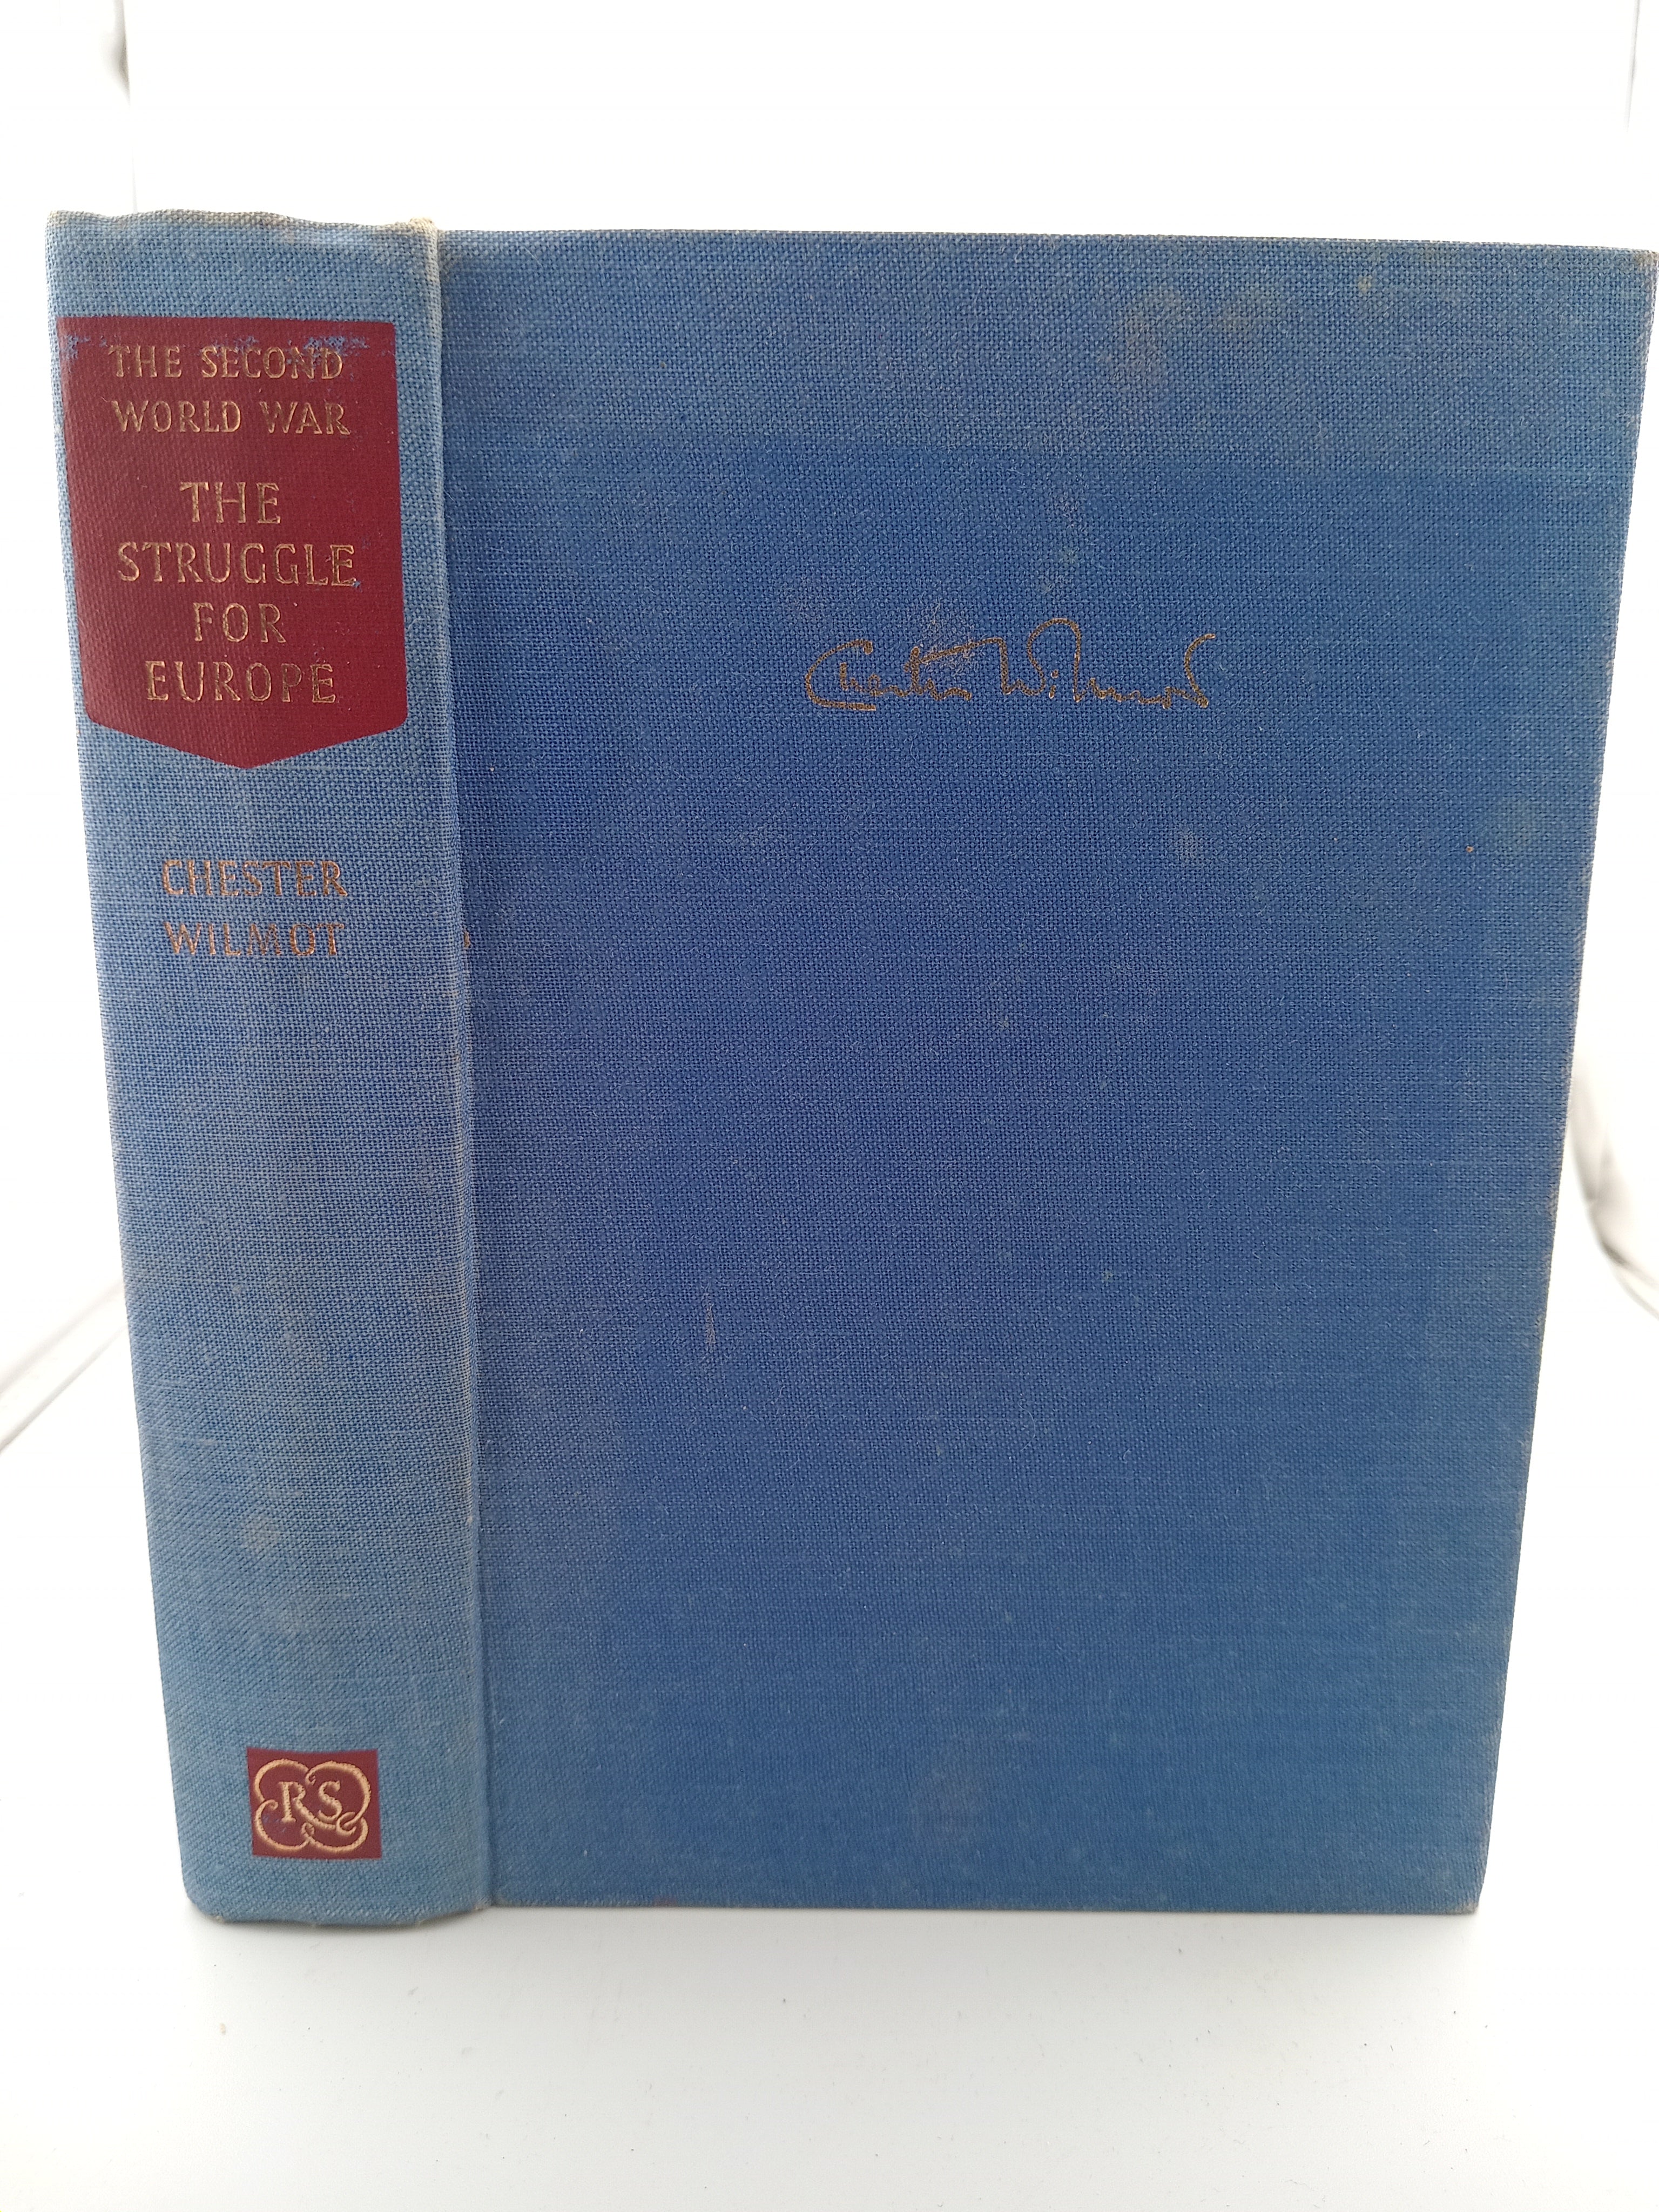 THE SECOND
WORLD WAR
THE
STRUGGLE
FOR
EUROPE
CHESTER
WILMOT
RS
Chester Wilmot